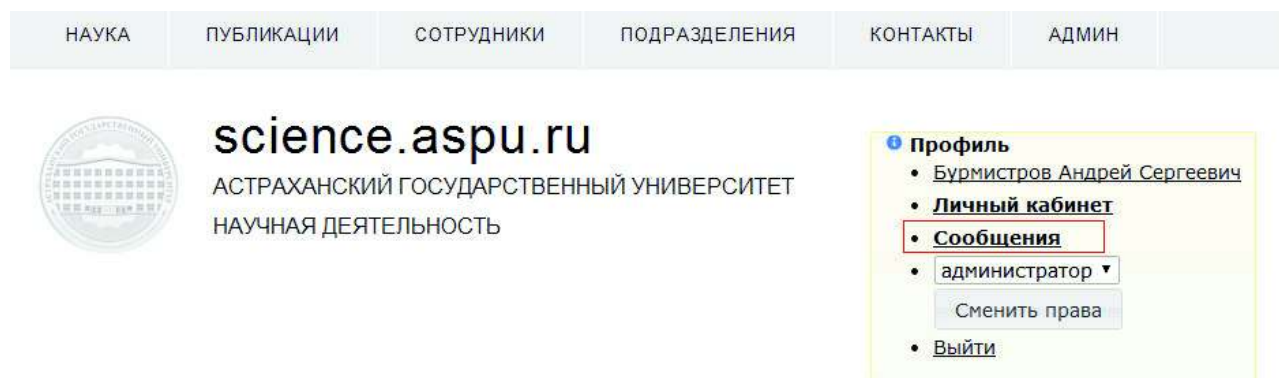 НАУКА ПУБЛИКАЦИИ СОТРУДНИКИ ПОДРАЗДЕЛЕНИЯ КОНТАКТЫ АДМИН
science.aspu.ru
АСТРАХАНСКИЙ ГОСУДАРСТВЕННЫЙ УНИВЕРСИТЕТ
НАУЧНАЯ ДЕЯТЕЛЬНОСТЬ
Профиль
Бурмистров Андрей Сергеевич
Личный кабинет
Сообщения
администратор
Сменить права
Выйти